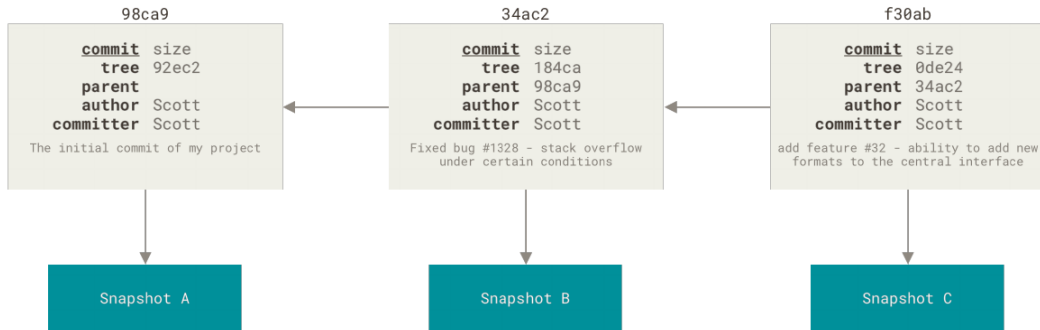 98ca9
commit size
tree 92ec2
parent
author Scott
committer Scott
The initial commit of my project
34ac2
commit size
tree 184ca
parent 98ca9
author Scott
committer Scott
Fixed bug #1328 - stack overflow
under certain conditions
f30ab
commit size
tree 0de24
parent 34ac2
author Scott
committer Scott
add feature #32 - ability to add new
formats to the central interface
Snapshot A
Snapshot B
Snapshot C